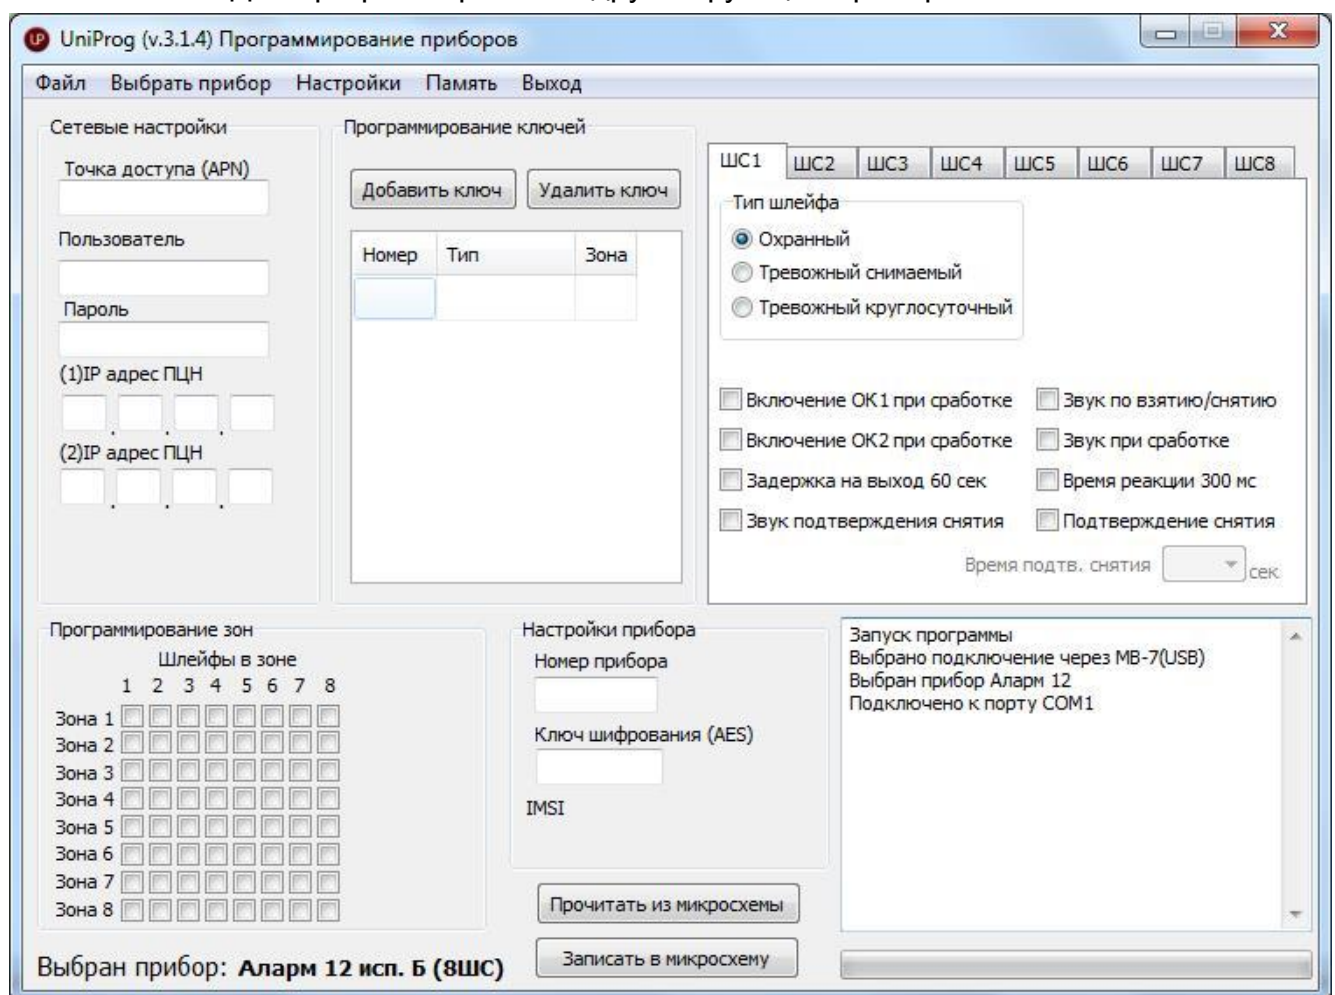 UniProg (v.3.1.4) Программирование приборов
Файл Выбрать прибор Настройки Память Выход
Сетевые настройки
Точка доступа (APN)
Пользователь
Пароль
(1)IP адрес ПЦН
. . .
(2)IP адрес ПЦН
. . .
Программирование ключей
Добавить ключ Удалить ключ
Номер Тип Зона
ШС1 ШС2 ШС3 ШС4 ШС5 ШС6 ШС7 ШС8
Тип шлейфа
Охранный
Тревожный снимаемый
Тревожный круглосуточный
Включение ОК1 при сработке Звук по взятию/снятию
Включение ОК2 при сработке Звук при сработке
Задержка на выход 60 сек Время реакции 300 мс
Звук подтверждения снятия Подтверждение снятия
Время подтв. снятия сек
Программирование зон
Шлейфы в зоне
1 2 3 4 5 6 7 8
Зона 1
Зона 2
Зона 3
Зона 4
Зона 5
Зона 6
Зона 7
Зона 8
Настройки прибора
Номер прибора
Ключ шифрования (AES)
IMSI
Прочитать из микросхемы
Записать в микросхему
Запуск программы
Выбрано подключение через МВ-7(USB)
Выбран прибор Аларм 12
Подключено к порту COM1
Выбран прибор: Аларм 12 исп. Б (8ШС)